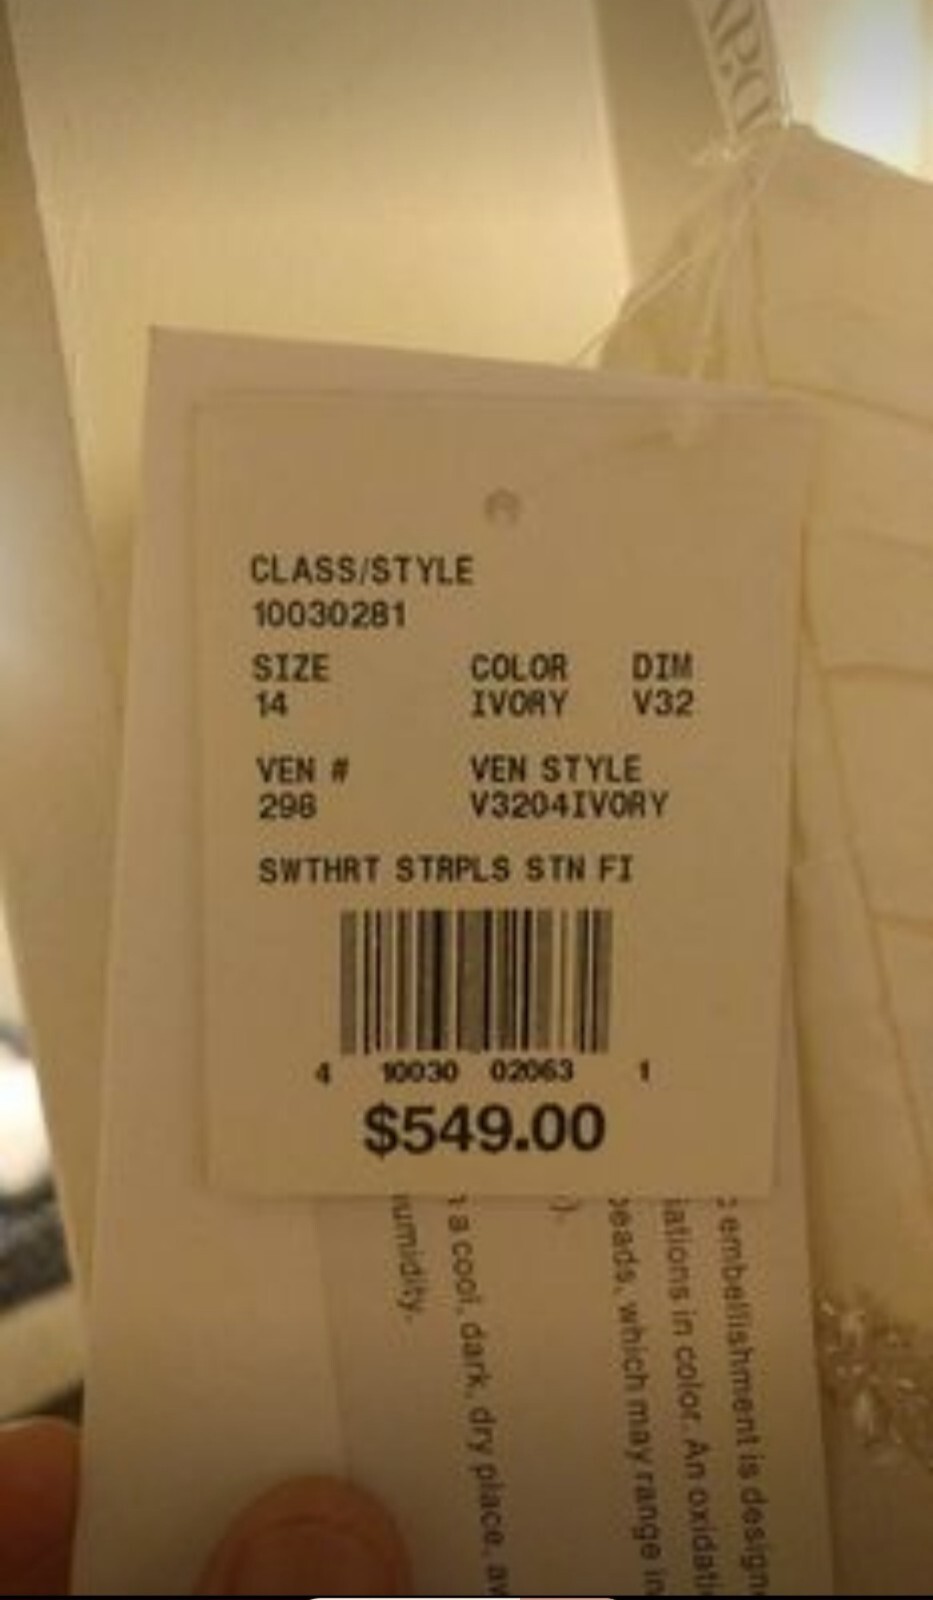 CLASS/STYLE
10030281
SIZE COLOR DIM
14 IVORY V32
VEN # VEN STYLE
298 V3204IVORY
SWTHRT STRPLS STN FI
4 10030 02063 1
$549.00
embellishment is design
iations in color. An oxidati
beads, which may range in
).
a cool, dark, dry place, aw
umidity.